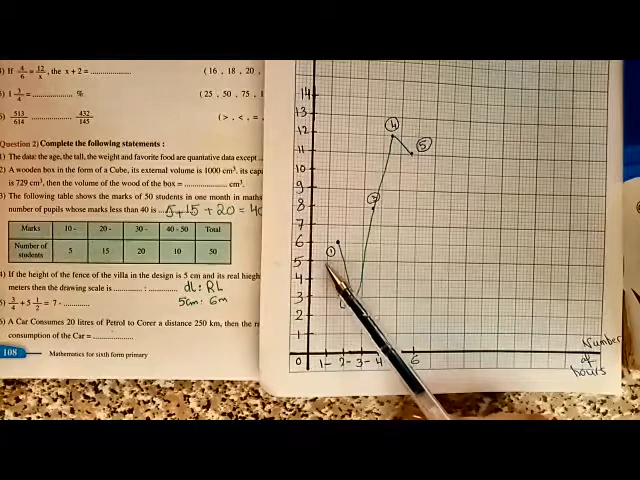 ) If 4/6 = 12/x, the x + 2 = .................. (16 , 18 , 20 ,
) 1 3/4 = .................. % (25 , 50 , 75 , 1
) 513/614 .................. 432/145 (> , < , = ,
Question 2) Complete the following statements :
1) The data: the age, the tall, the weight and favorite food are quantative data except ...
2) A wooden box in the form of a Cube, its external volume is 1000 cm³, its capa
is 729 cm³, then the volume of the wood of the box = .................. cm³.
3) The following table shows the marks of 50 students in one month in maths
number of pupils whose marks less than 40 is ... 5+15+20=40
Marks 10 - 20 - 30 - 40 - 50 Total
Number of students 5 15 20 10 50
4) If the height of the fence of the villa in the design is 5 cm and its real heigh
meters then the drawing scale is .......... : .......... dL: RL
5) 3/4 + 5 1/2 = 7 - ............ 5cm: 6m
6) A Car Consumes 20 litres of Petrol to Corer a distance 250 km, then the r
consumption of the Car = ..................
108 Mathematics for sixth form primary
14
13
12
11
10
9
8
7
6
5
4
3
2
1
0 1 2 3 4 6
1
4
5
Number of hours